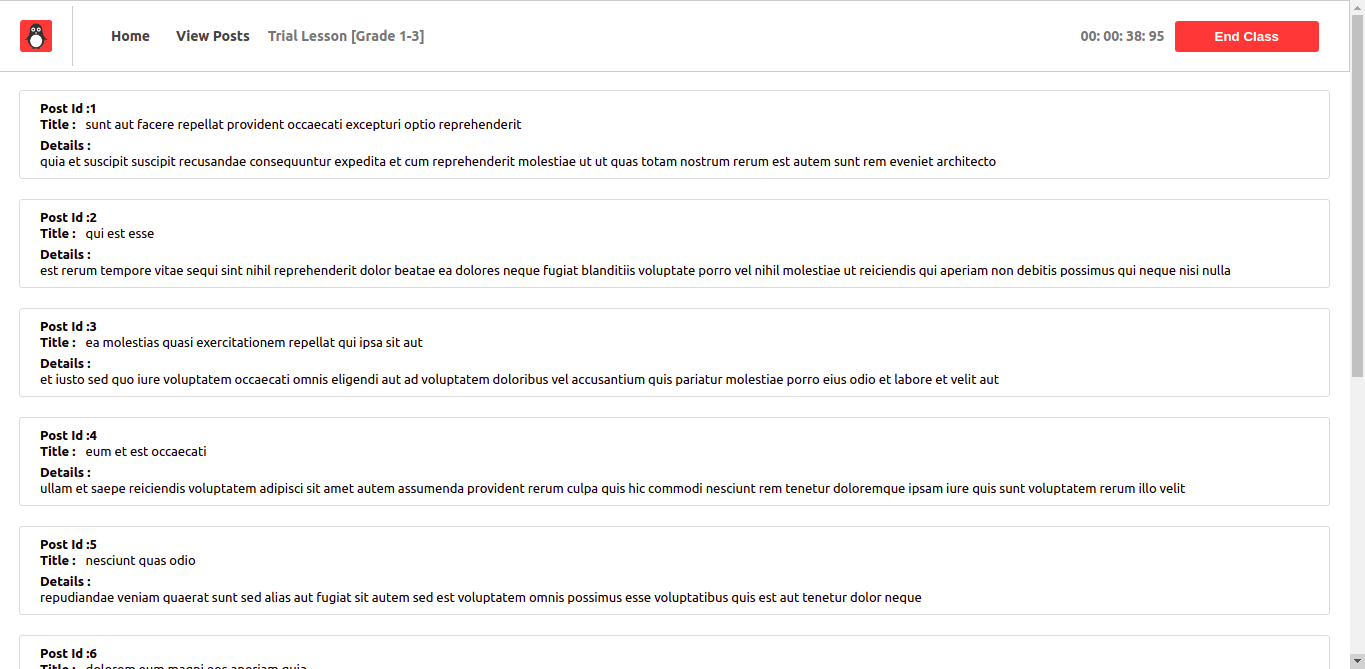 Home View Posts Trial Lesson [Grade 1-3] 00: 00: 38: 95 End Class
Post Id :1
Title : sunt aut facere repellat provident occaecati excepturi optio reprehenderit
Details :
quia et suscipit suscipit recusandae consequuntur expedita et cum reprehenderit molestiae ut ut quas totam nostrum rerum est autem sunt rem eveniet architecto
Post Id :2
Title : qui est esse
Details :
est rerum tempore vitae sequi sint nihil reprehenderit dolor beatae ea dolores neque fugiat blanditiis voluptate porro vel nihil molestiae ut reiciendis qui aperiam non debitis possimus qui neque nisi nulla
Post Id :3
Title : ea molestias quasi exercitationem repellat qui ipsa sit aut
Details :
et iusto sed quo iure voluptatem occaecati omnis eligendi aut ad voluptatem doloribus vel accusantium quis pariatur molestiae porro eius odio et labore et velit aut
Post Id :4
Title : eum et est occaecati
Details :
ullam et saepe reiciendis voluptatem adipisci sit amet autem assumenda provident rerum culpa quis hic commodi nesciunt rem tenetur doloremque ipsam iure quis sunt voluptatem rerum illo velit
Post Id :5
Title : nesciunt quas odio
Details :
repudiandae veniam quaerat sunt sed alias aut fugiat sit autem sed est voluptatem omnis possimus esse voluptatibus quis est aut tenetur dolor neque
Post Id :6
Title : dolorem eum magni eos aperiam quia